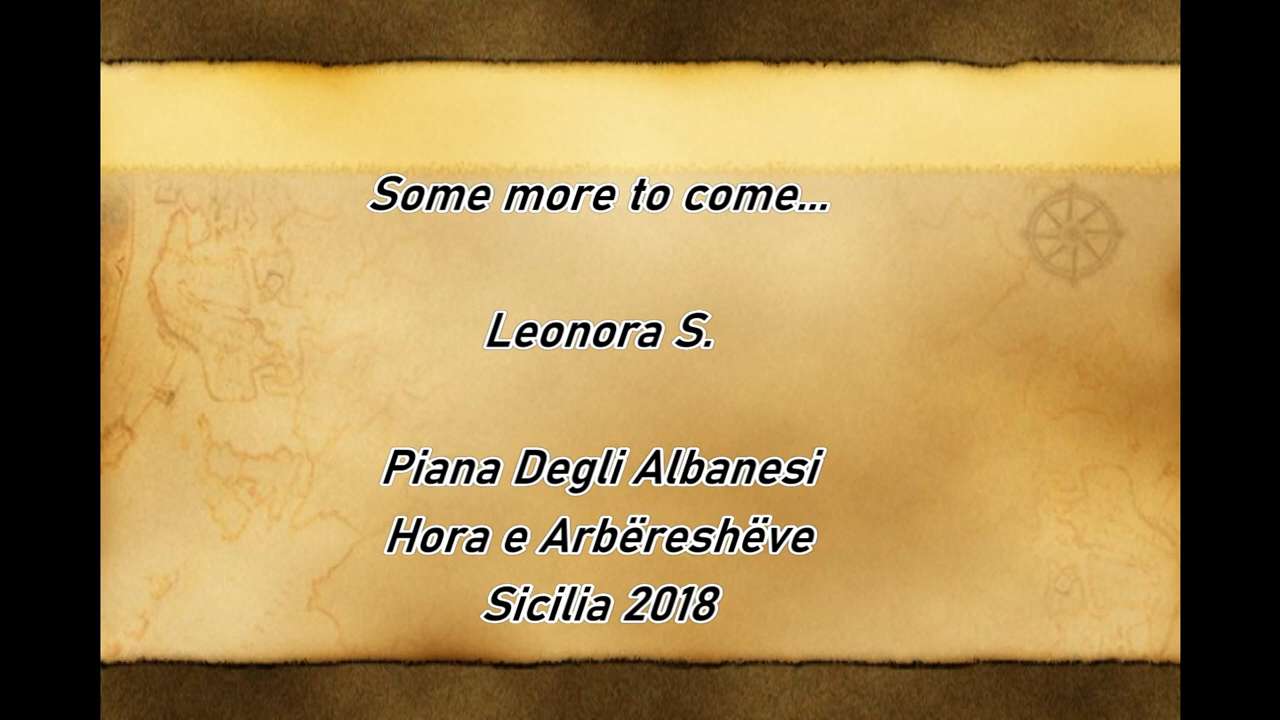 Some more to come...
Leonora S.
Piana Degli Albanesi
Hora e Arbëreshëve
Sicilia 2018